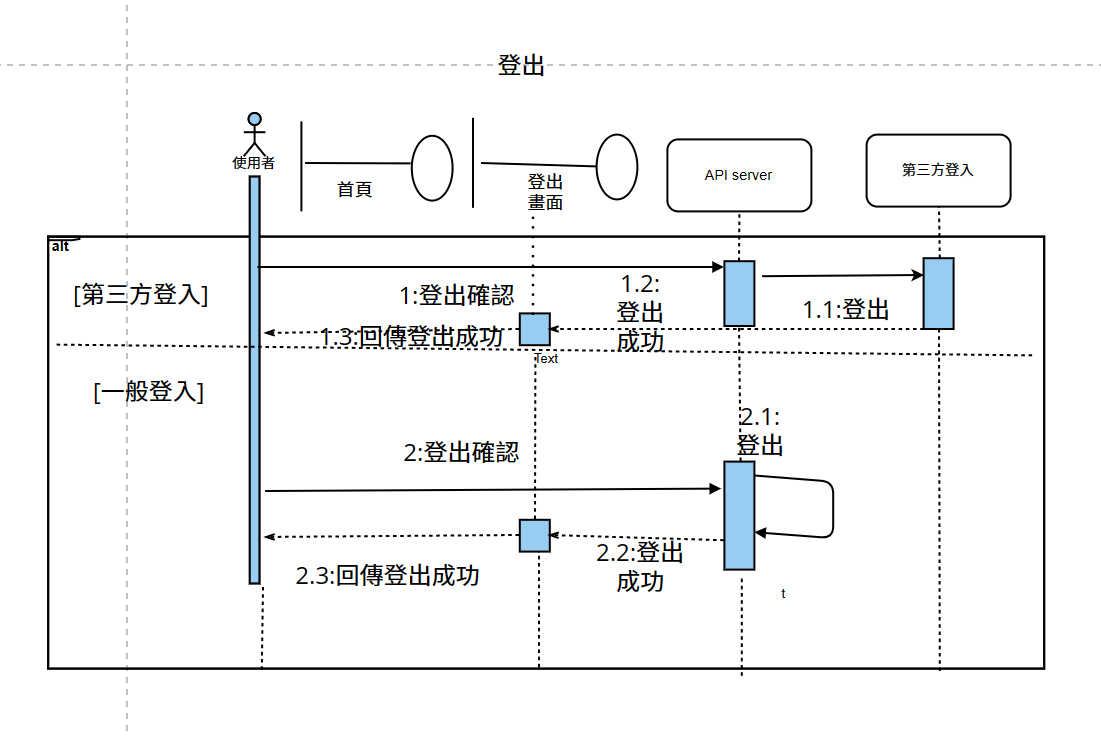 登出
使用者
首頁
登出
畫面
API server
第三方登入
alt
[第三方登入]
1:登出確認
1.2:
登出
成功
1.1:登出
1.3:回傳登出成功
Text
[一般登入]
2.1:
登出
2:登出確認
2.2:登出
成功
2.3:回傳登出成功
t